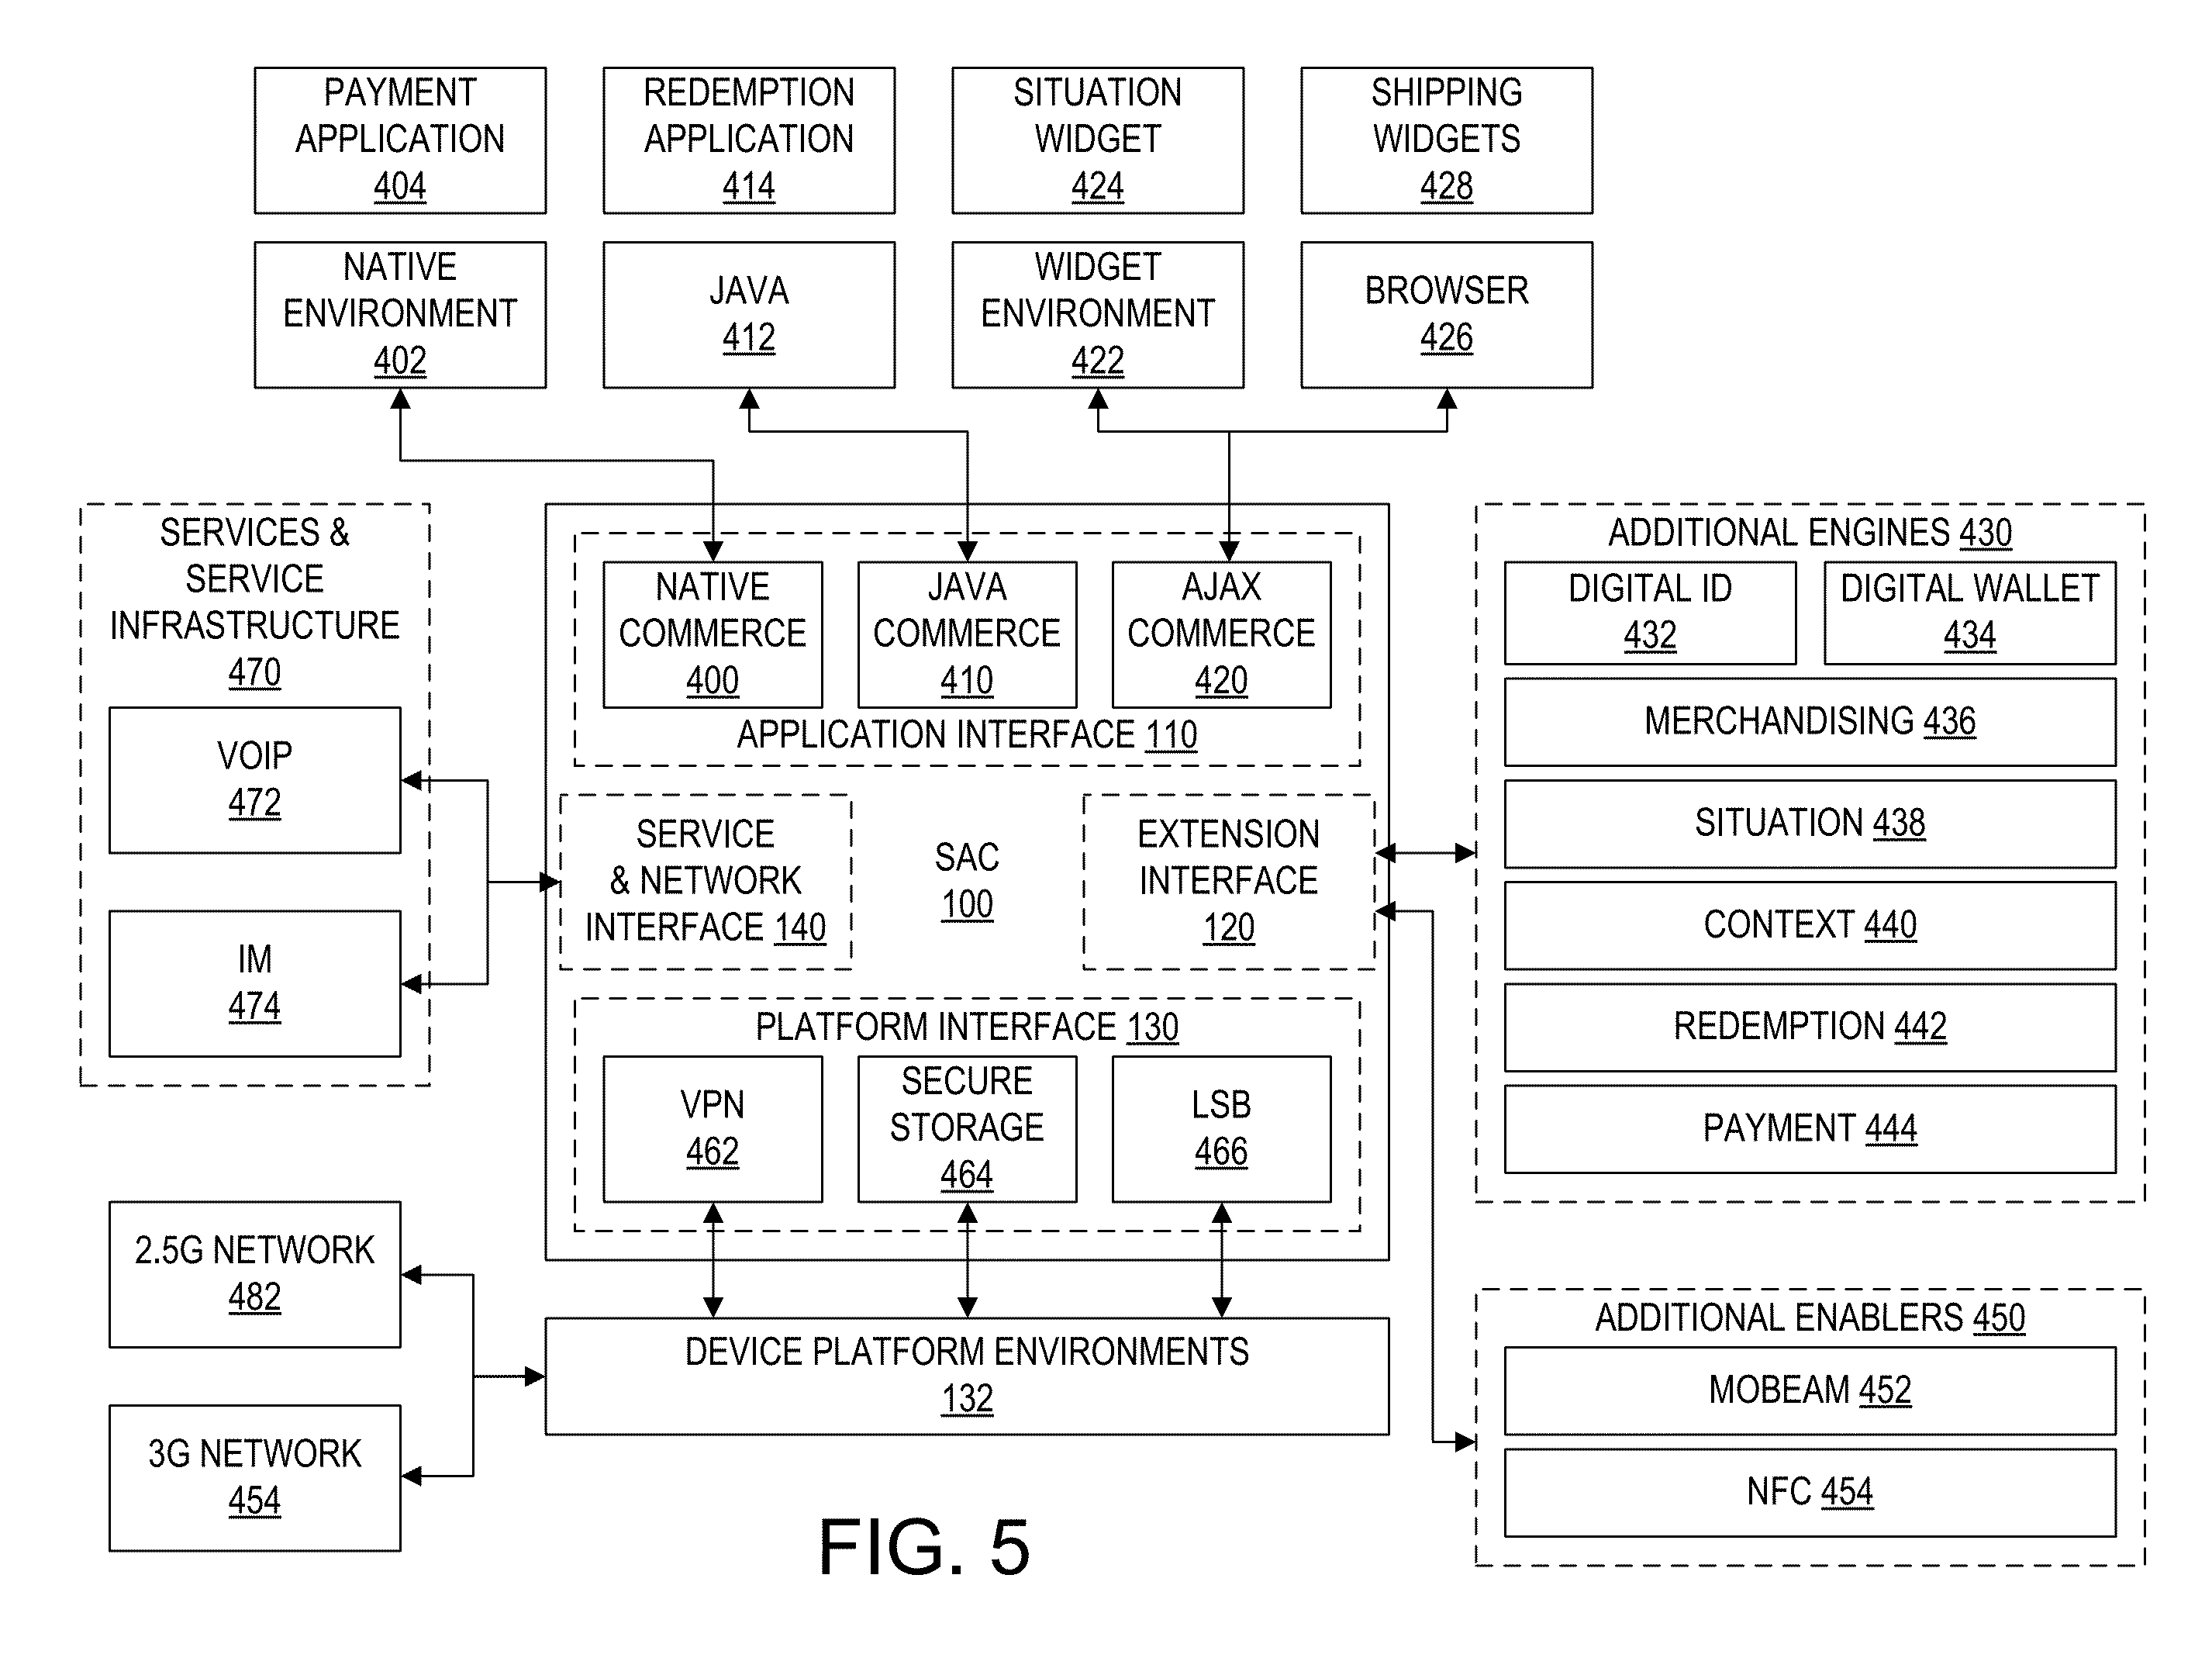 PAYMENT
APPLICATION
404
REDEMPTION
APPLICATION
414
SITUATION
WIDGET
424
SHIPPING
WIDGETS
428
NATIVE
ENVIRONMENT
402
JAVA
412
WIDGET
ENVIRONMENT
422
BROWSER
426
SERVICES &
SERVICE
INFRASTRUCTURE
470
VOIP
472
IM
474
NATIVE
COMMERCE
400
JAVA
COMMERCE
410
AJAX
COMMERCE
420
APPLICATION INTERFACE 110
SERVICE
& NETWORK
INTERFACE 140
SAC
100
EXTENSION
INTERFACE
120
PLATFORM INTERFACE 130
VPN
462
SECURE
STORAGE
464
LSB
466
ADDITIONAL ENGINES 430
DIGITAL ID
432
DIGITAL WALLET
434
MERCHANDISING 436
SITUATION 438
CONTEXT 440
REDEMPTION 442
PAYMENT 444
2.5G NETWORK
482
3G NETWORK
454
DEVICE PLATFORM ENVIRONMENTS
132
ADDITIONAL ENABLERS 450
MOBEAM 452
NFC 454
FIG. 5